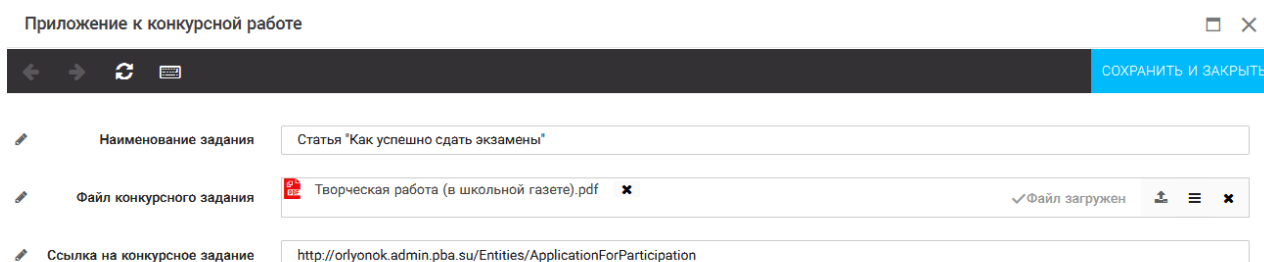 Приложение к конкурсной работе
СОХРАНИТЬ И ЗАКРЫТЬ
Наименование задания Статья "Как успешно сдать экзамены"
Файл конкурсного задания Творческая работа (в школьной газете).pdf Файл загружен
Ссылка на конкурсное задание http://orlyonok.admin.pba.su/Entities/ApplicationForParticipation